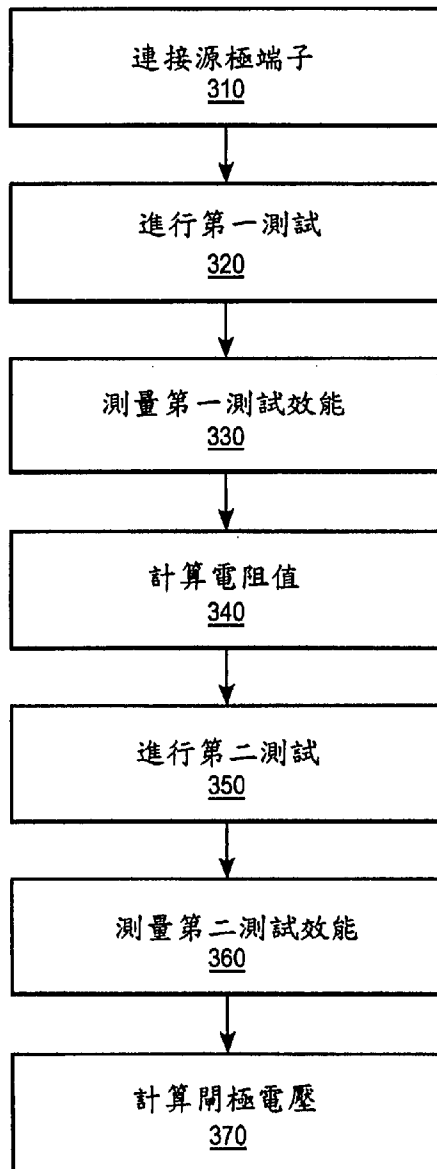 連接源極端子
310
進行第一測試
320
測量第一測試效能
330
計算電阻值
340
進行第二測試
350
測量第二測試效能
360
計算閘極電壓
370